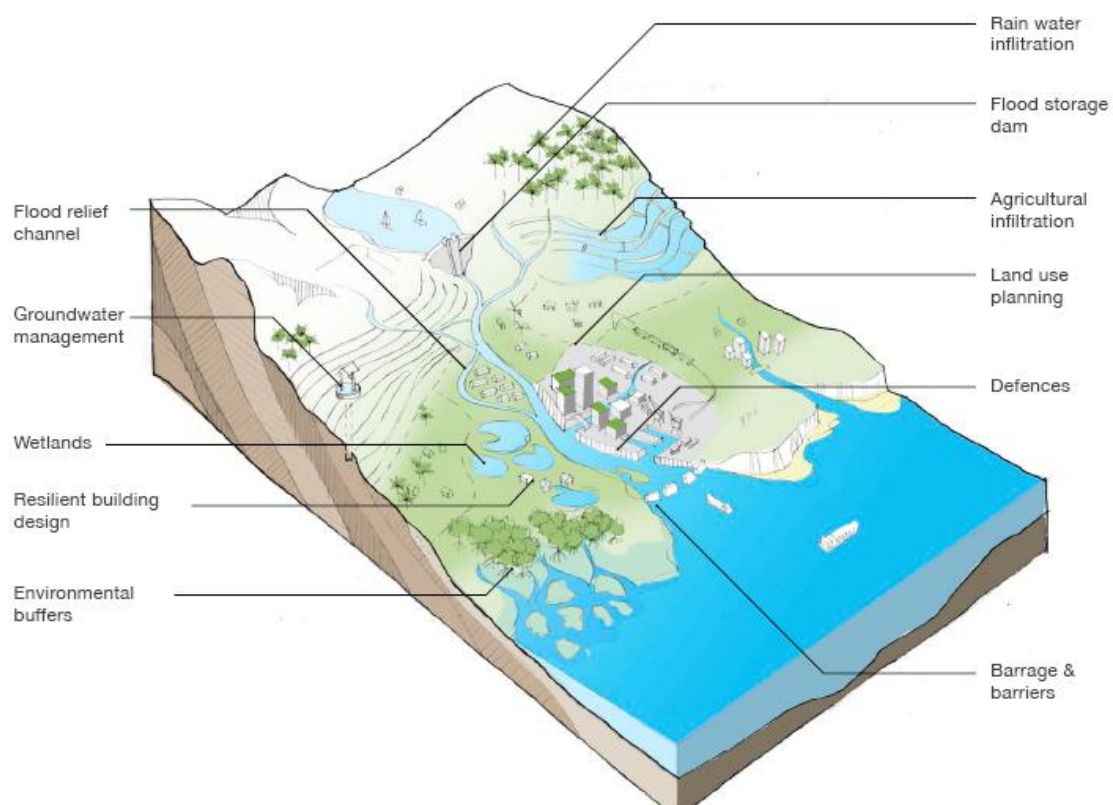 Rain water
inflitration
Flood storage
dam
Agricultural
infiltration
Land use
planning
Defences
Barrage &
barriers
Flood relief
channel
Groundwater
management
Wetlands
Resilient building
design
Environmental
buffers